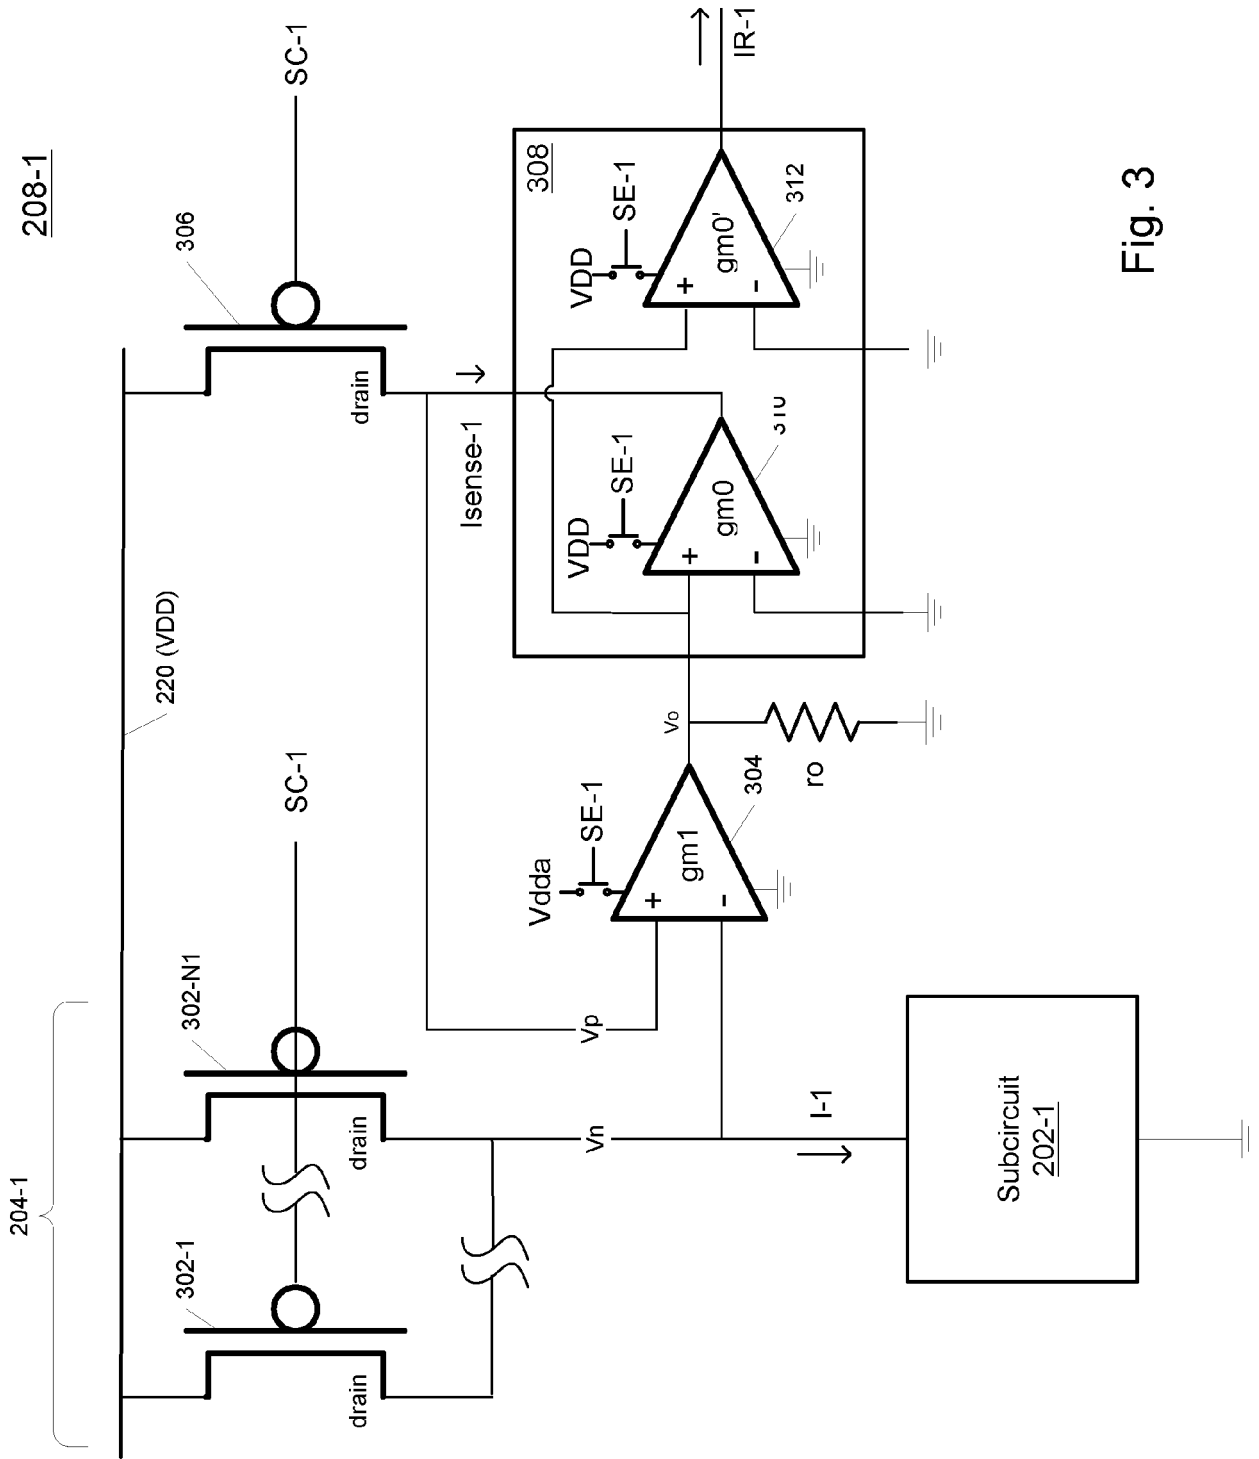 208-1
204-1
220 (VDD)
302-1
302-N1
306
SC-1
SC-1
drain
drain
drain
Isense-1
Vn
Vp
I-1
Vdda
SE-1
+
-
gm1
304
Vo
ro
308
VDD
SE-1
+
-
gm0
VDD
SE-1
+
-
gm0'
312
IR-1
Subcircuit
202-1
Fig. 3